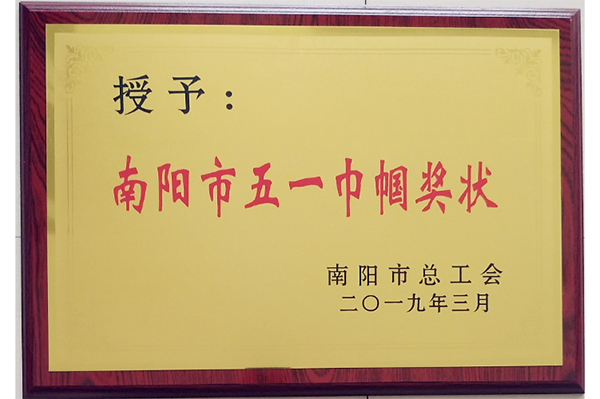 授予：
南阳市五一巾帼奖状
南阳市总工会
二〇一九年三月